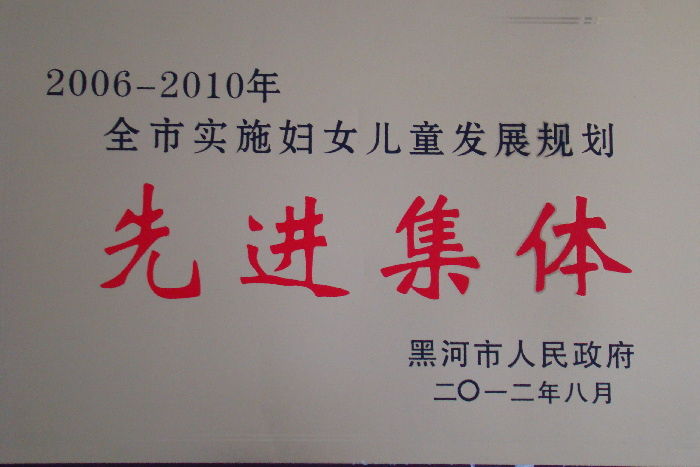 2006-2010年
全市实施妇女儿童发展规划
先进集体
黑河市人民政府
二〇一二年八月